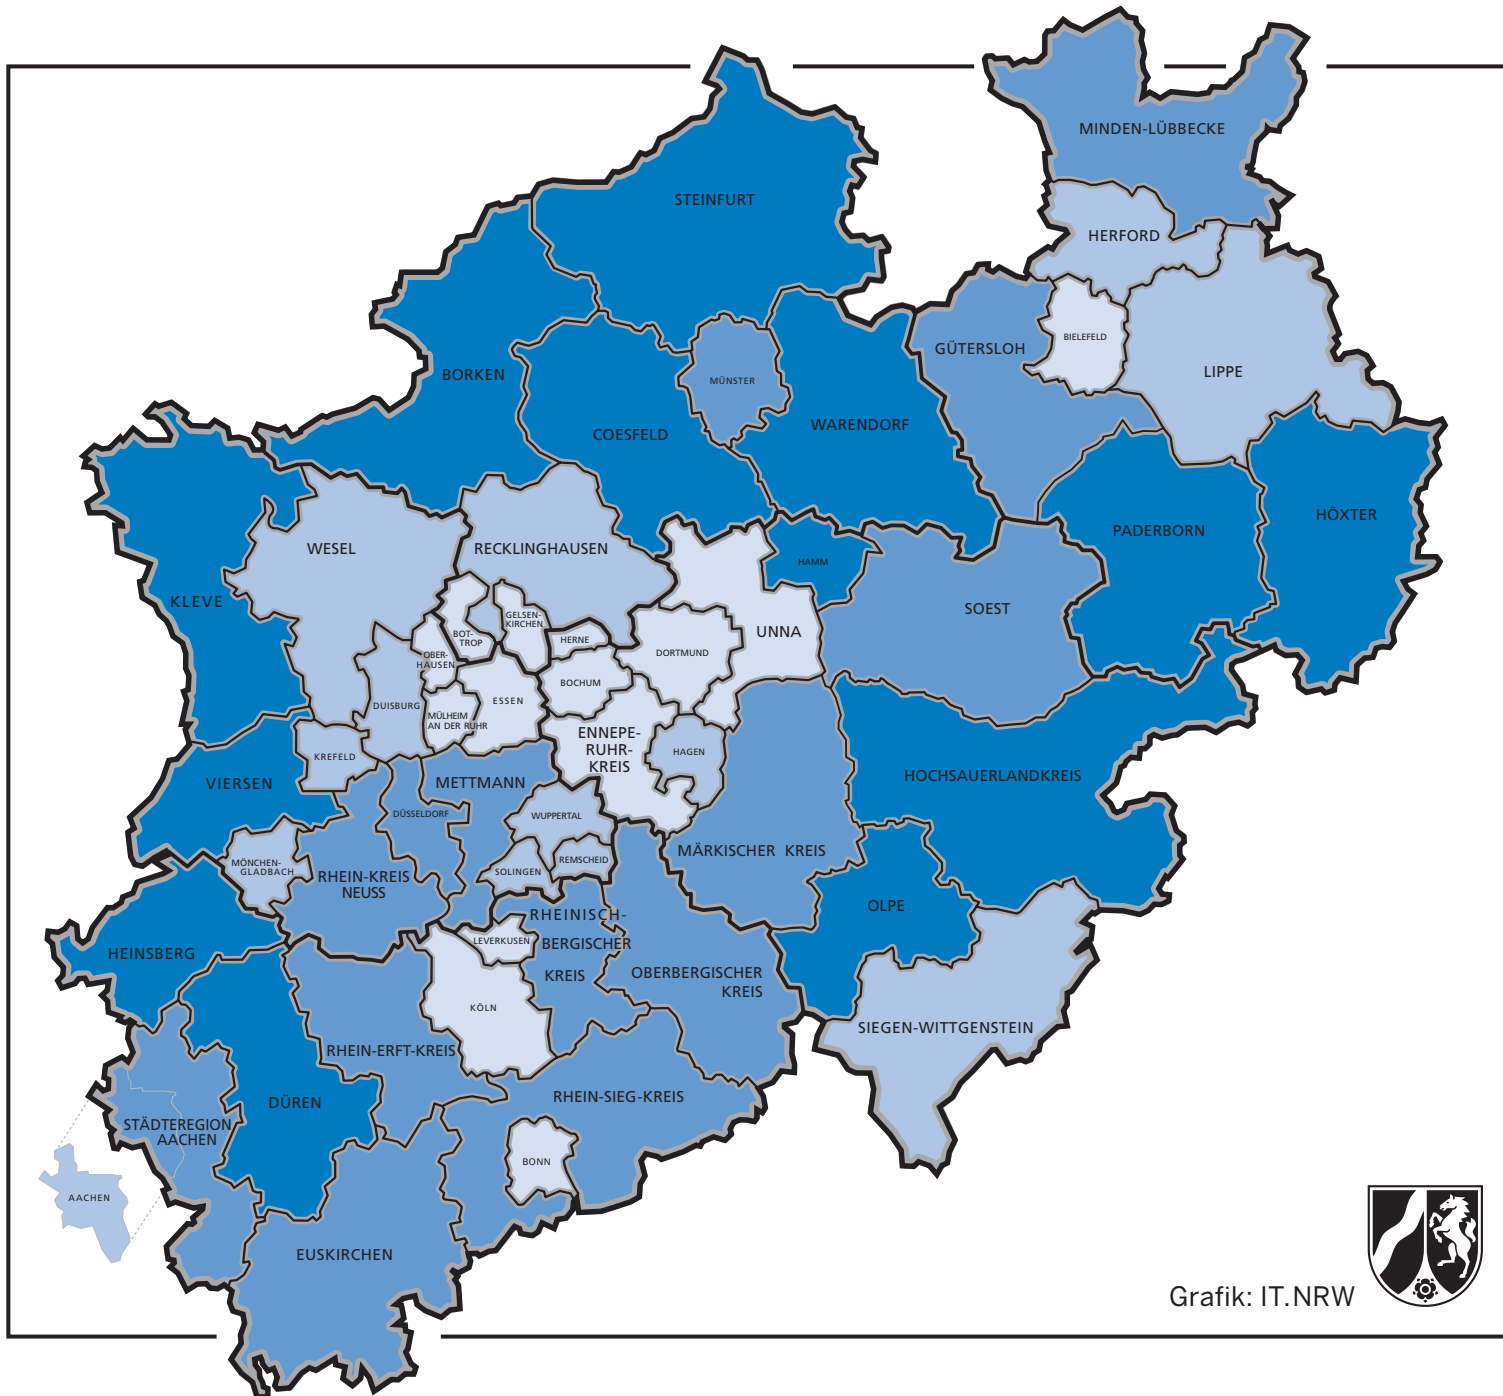 MINDEN-LÜBBECKE
STEINFURT
HERFORD
BIELEFELD
GÜTERSLOH
LIPPE
BORKEN
MÜNSTER
COESFELD
WARENDORF
HÖXTER
PADERBORN
WESEL
RECKLINGHAUSEN
HAMM
KLEVE
SOEST
GELSEN-
KIRCHEN
BOT-
TROP
HERNE
UNNA
DORTMUND
OBER-
HAUSEN
BOCHUM
ESSEN
DUISBURG
MÜLHEIM
AN DER RUHR
ENNEPE-
RUHR-
KREIS
HAGEN
KREFELD
VIERSEN
METTMANN
HOCHSAUERLANDKREIS
DÜSSELDORF
WUPPERTAL
MÄRKISCHER KREIS
REMSCHEID
SOLINGEN
MÖNCHEN-
GLADBACH
RHEIN-KREIS
NEUSS
OLPE
RHEINISCH-
BERGISCHER
KREIS
LEVERKUSEN
HEINSBERG
OBERBERGISCHER
KREIS
KÖLN
SIEGEN-WITTGENSTEIN
RHEIN-ERFT-KREIS
RHEIN-SIEG-KREIS
DÜREN
STÄDTEREGION
AACHEN
BONN
AACHEN
EUSKIRCHEN
Grafik: IT.NRW